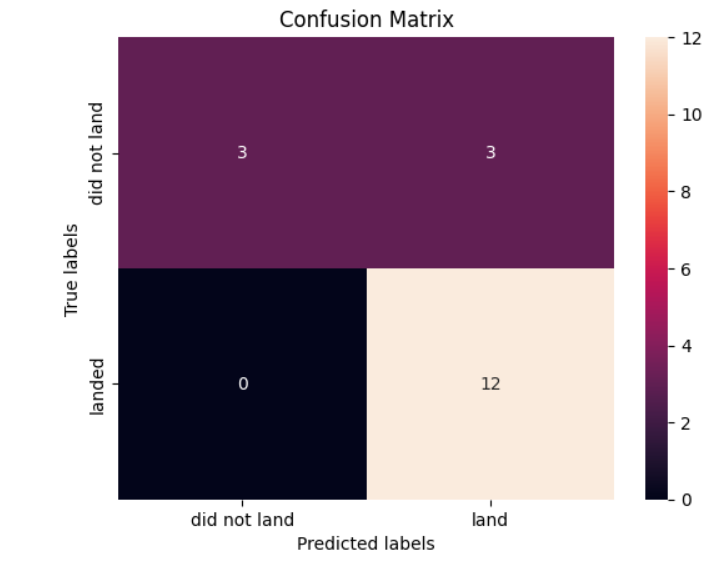 Confusion Matrix
True labels
did not land
landed
3
3
0
12
did not land
land
Predicted labels
12
10
8
6
4
2
0